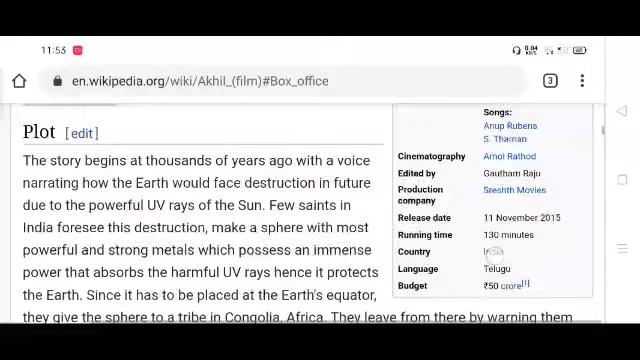 11:53
0.04
KB/s
en.wikipedia.org/wiki/Akhil_(film)#Box_office
3
Plot [edit]
The story begins at thousands of years ago with a voice
narrating how the Earth would face destruction in future
due to the powerful UV rays of the Sun. Few saints in
India foresee this destruction, make a sphere with most
powerful and strong metals which possess an immense
power that absorbs the harmful UV rays hence it protects
the Earth. Since it has to be placed at the Earth's equator,
they give the sphere to a tribe in Congolia, Africa. They leave from there by warning them
Songs:
Anup Rubens
S. Thaman
Cinematography Amol Rathod
Edited by Gautham Raju
Production company Sreshth Movies
Release date 11 November 2015
Running time 130 minutes
Country India
Language Telugu
Budget ₹50 crore[1]